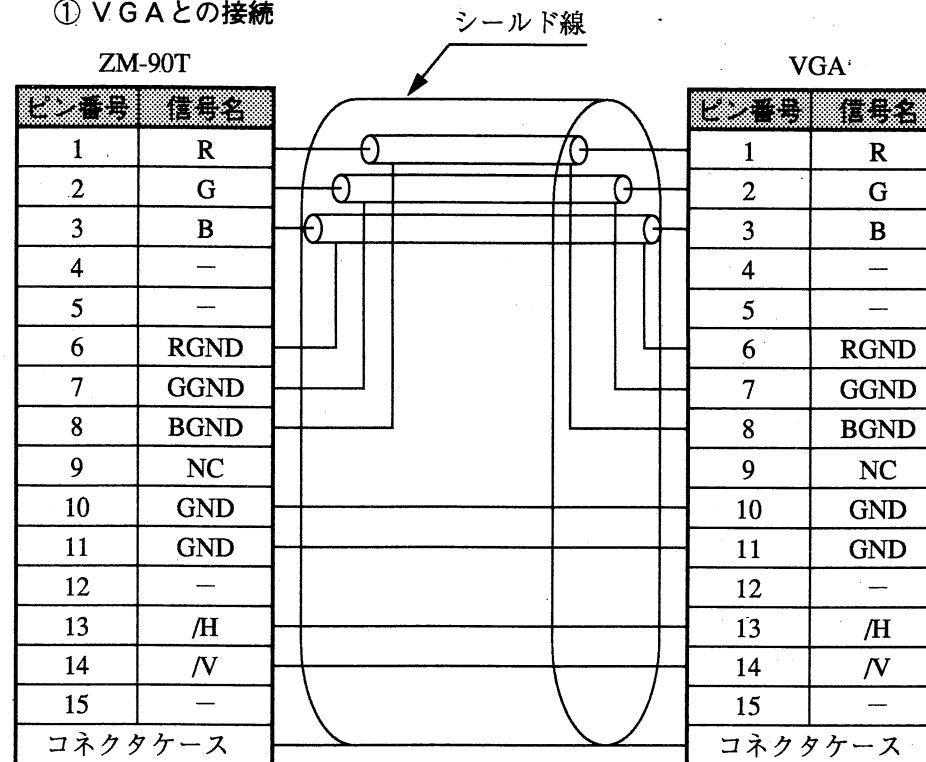 ① VGAとの接続
シールド線
ZM-90T
VGA
ピン番号 信号名 ピン番号 信号名
1 R 1 R
2 G 2 G
3 B 3 B
4 — 4 —
5 — 5 —
6 RGND 6 RGND
7 GGND 7 GGND
8 BGND 8 BGND
9 NC 9 NC
10 GND 10 GND
11 GND 11 GND
12 — 12 —
13 /H 13 /H
14 /V 14 /V
15 — 15 —
コネクタケース コネクタケース